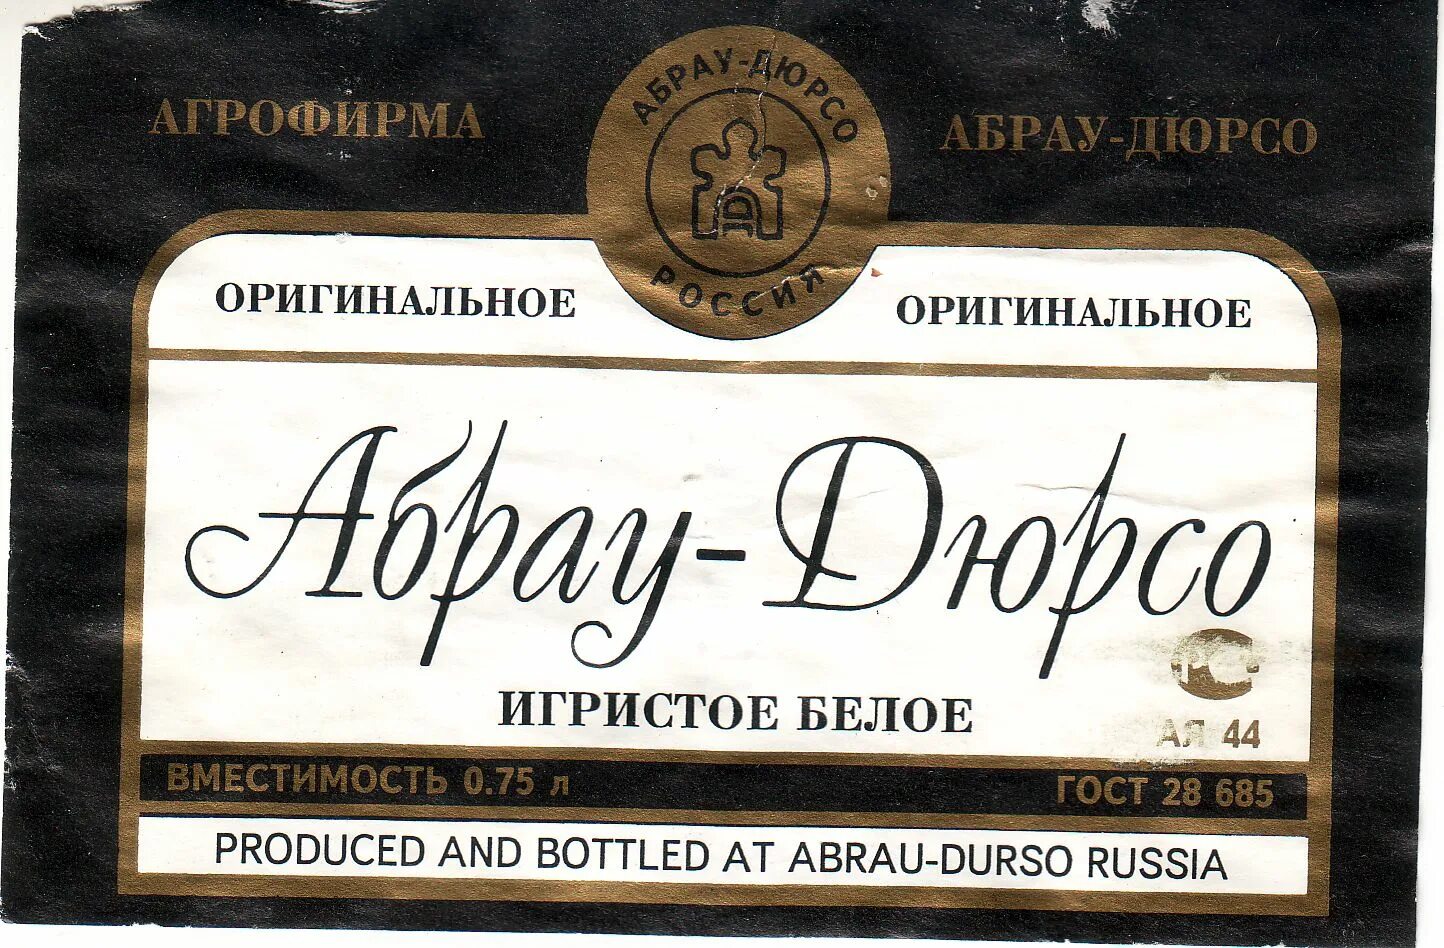 АГРОФИРМА
АБРАУ-ДЮРСО
АБРАУ-ДЮРСО
РОССИЯ
ОРИГИНАЛЬНОЕ
ОРИГИНАЛЬНОЕ
Абрау-Дюрсо
АЯ 44
ИГРИСТОЕ БЕЛОЕ
ВМЕСТИМОСТЬ 0.75 л
ГОСТ 28 685
PRODUCED AND BOTTLED AT ABRAU-DURSO RUSSIA